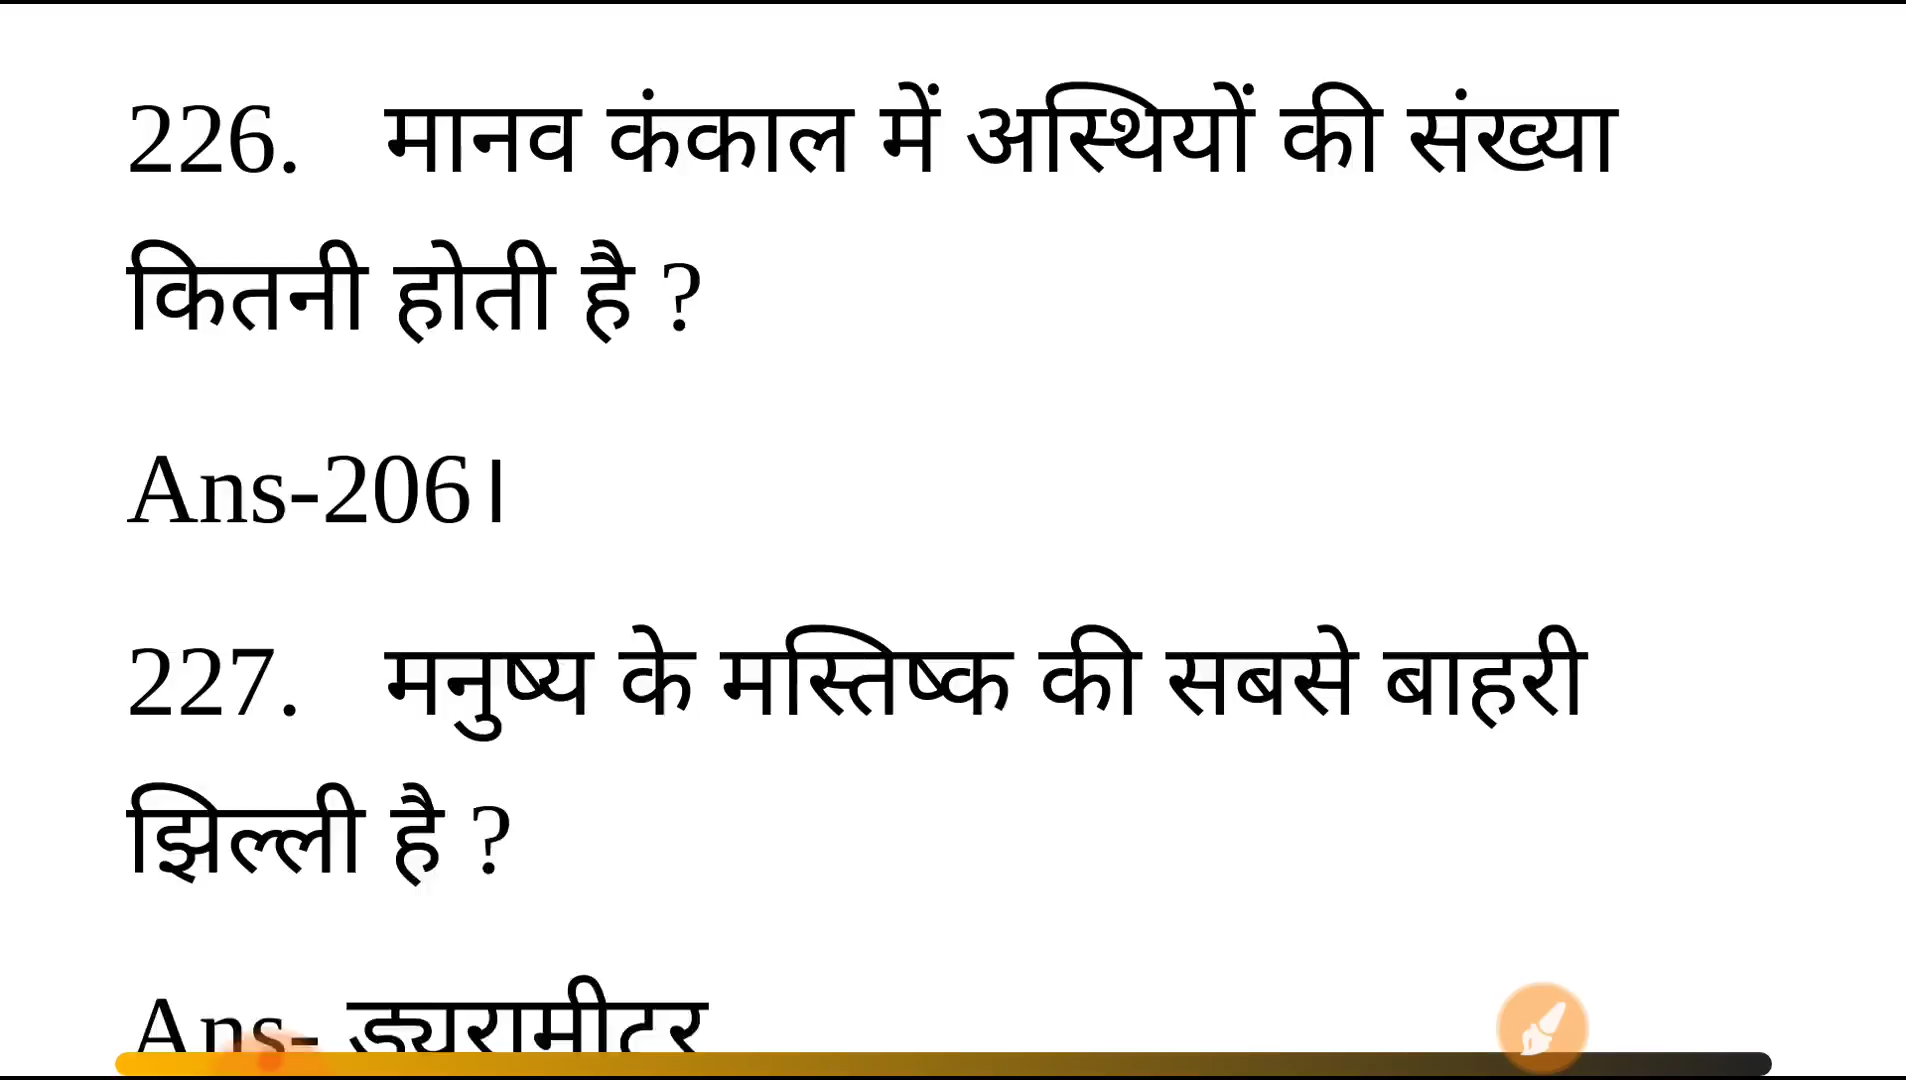 226. मानव कंकाल में अस्थियों की संख्या
कितनी होती है ?
Ans-206।
227. मनुष्य के मस्तिष्क की सबसे बाहरी
झिल्ली है ?
Ans- ड्यूरामीटर